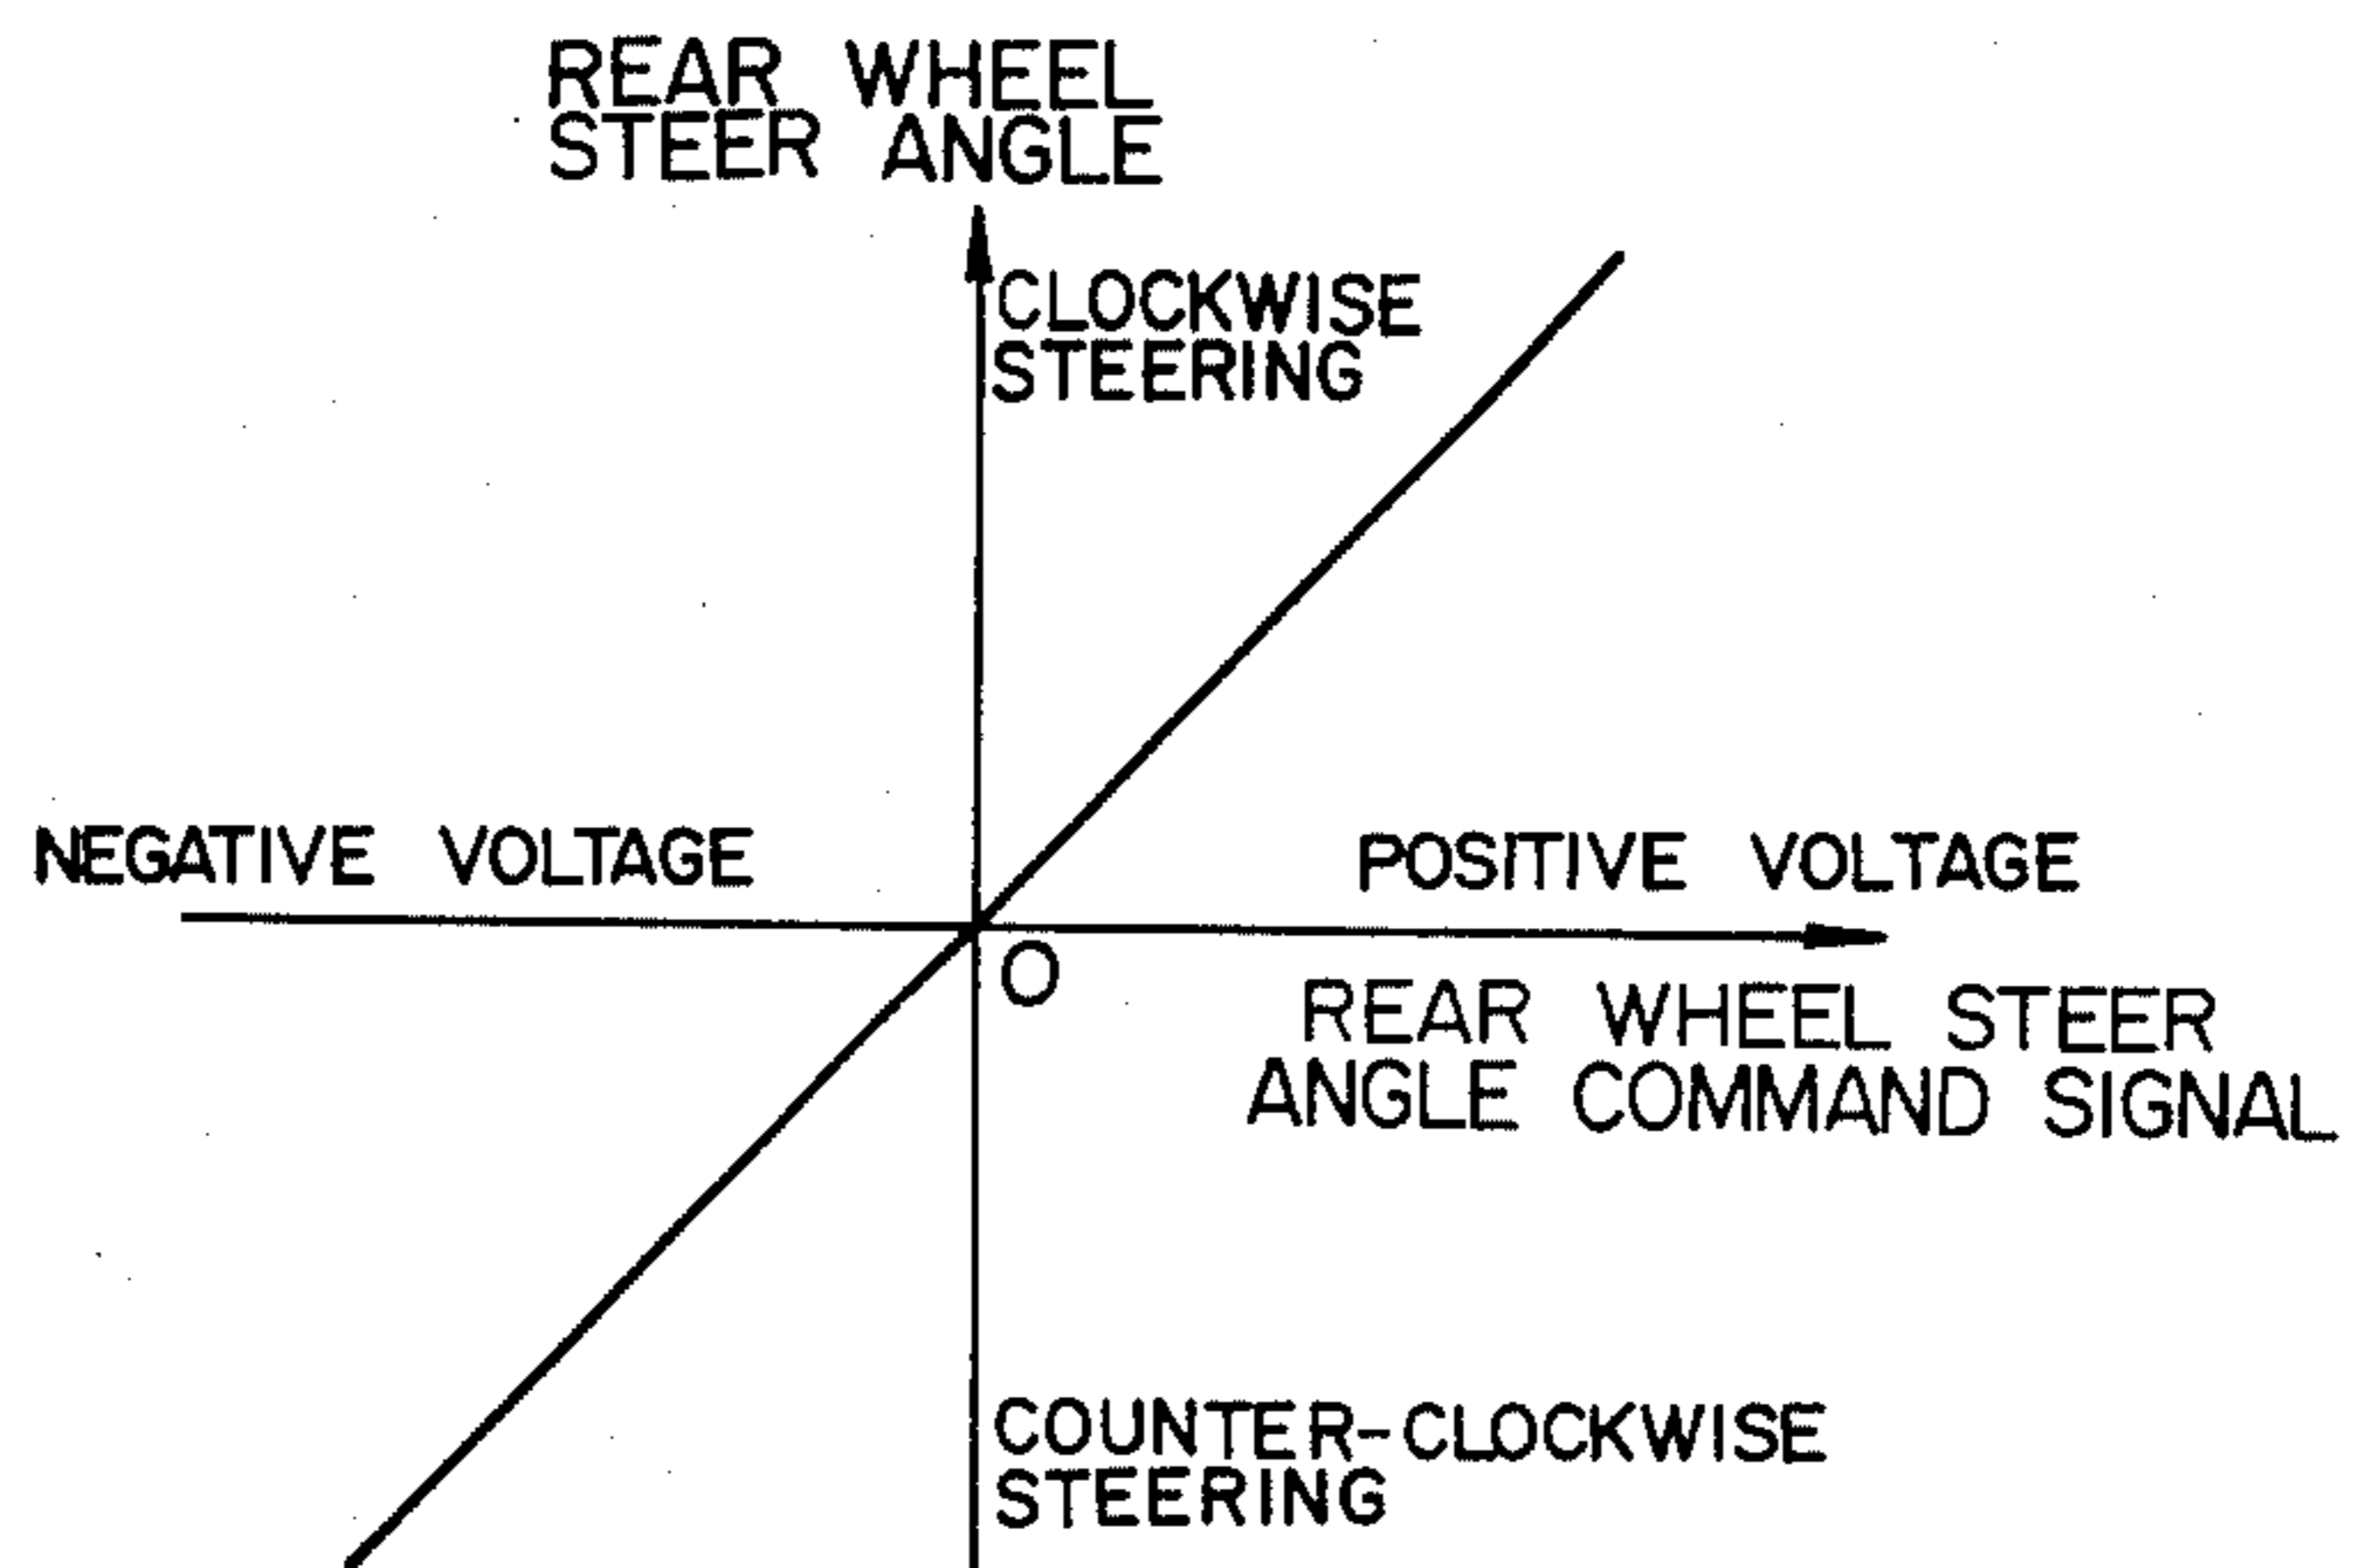 REAR WHEEL
STEER ANGLE
CLOCKWISE
STEERING
NEGATIVE VOLTAGE
POSITIVE VOLTAGE
O
REAR WHEEL STEER
ANGLE COMMAND SIGNAL
COUNTER-CLOCKWISE
STEERING